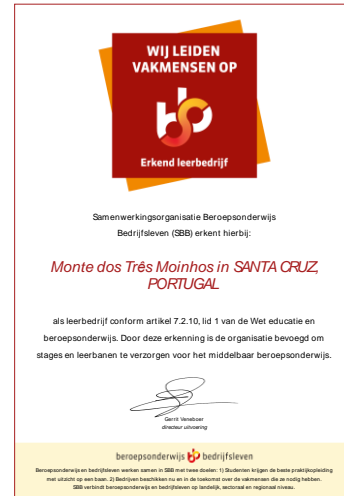 WIJ LEIDEN
VAKMENSEN OP
Erkend leerbedrijf
Samenwerkingsorganisatie Beroepsonderwijs
Bedrijfsleven (SBB) erkent hierbij:
Monte dos Três Moinhos in SANTA CRUZ,
PORTUGAL
als leerbedrijf conform artikel 7.2.10, lid 1 van de Wet educatie en
beroepsonderwijs. Door deze erkenning is de organisatie bevoegd om
stages en leerbanen te verzorgen voor het middelbaar beroepsonderwijs.
Gerrit Veneboer
directeur uitvoering
beroepsonderwijs bedrijfsleven
Beroepsonderwijs en bedrijfsleven werken samen in SBB met twee doelen: 1) Studenten krijgen de beste praktijkopleiding
met uitzicht op een baan. 2) Bedrijven beschikken nu en in de toekomst over de vakmensen die ze nodig hebben.
SBB verbindt beroepsonderwijs en bedrijfsleven op landelijk, sectoraal en regionaal niveau.